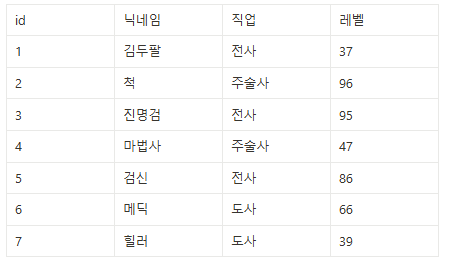 id 닉네임 직업 레벨
1 김두팔 전사 37
2 척 주술사 96
3 진명검 전사 95
4 마법사 주술사 47
5 검신 전사 86
6 메딕 도사 66
7 힐러 도사 39